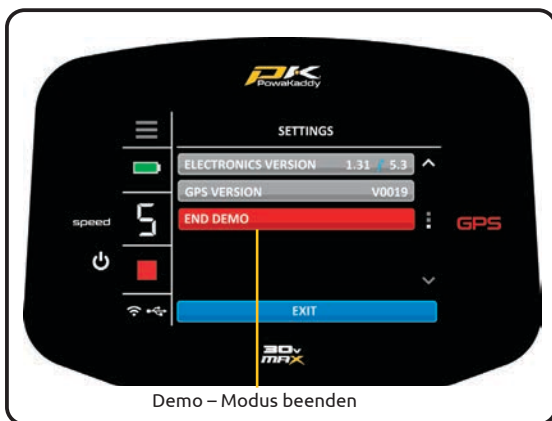 PK
PowaKaddy
SETTINGS
ELECTRONICS VERSION 1.31 5.3
GPS VERSION V0019
END DEMO
speed
5
GPS
EXIT
30V
MAX
Demo – Modus beenden